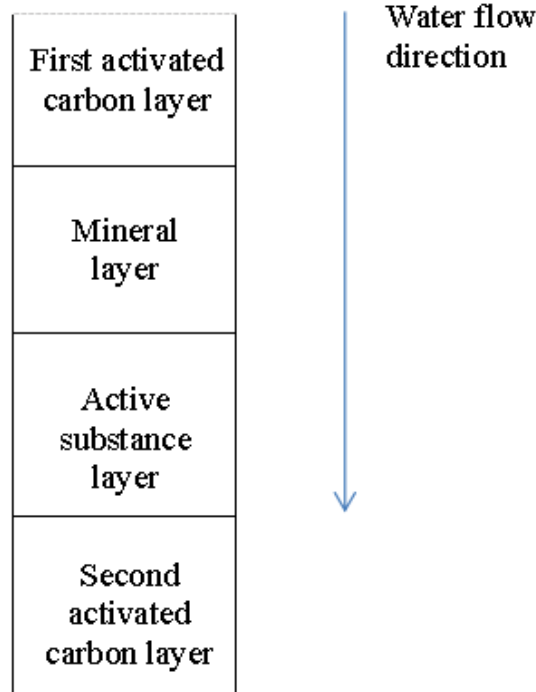 Water flow
direction
First activated
carbon layer
Mineral
layer
Active
substance
layer
Second
activated
carbon layer